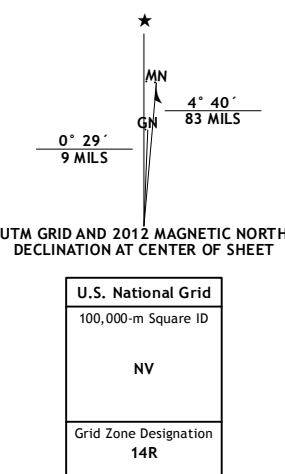 ★
MN
4° 40´
83 MILS
GN
0° 29´
9 MILS
UTM GRID AND 2012 MAGNETIC NORTH
DECLINATION AT CENTER OF SHEET
U.S. National Grid
100,000-m Square ID
NV
Grid Zone Designation
14R